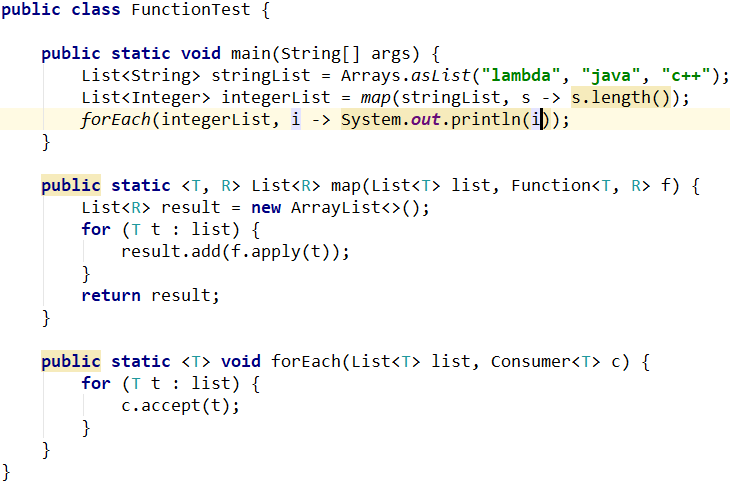 public class FunctionTest {
public static void main(String[] args) {
List<String> stringList = Arrays.asList("lambda", "java", "c++");
List<Integer> integerList = map(stringList, s -> s.length());
forEach(integerList, i -> System.out.println(i));
}
public static <T, R> List<R> map(List<T> list, Function<T, R> f) {
List<R> result = new ArrayList<>();
for (T t : list) {
result.add(f.apply(t));
}
return result;
}
public static <T> void forEach(List<T> list, Consumer<T> c) {
for (T t : list) {
c.accept(t);
}
}
}